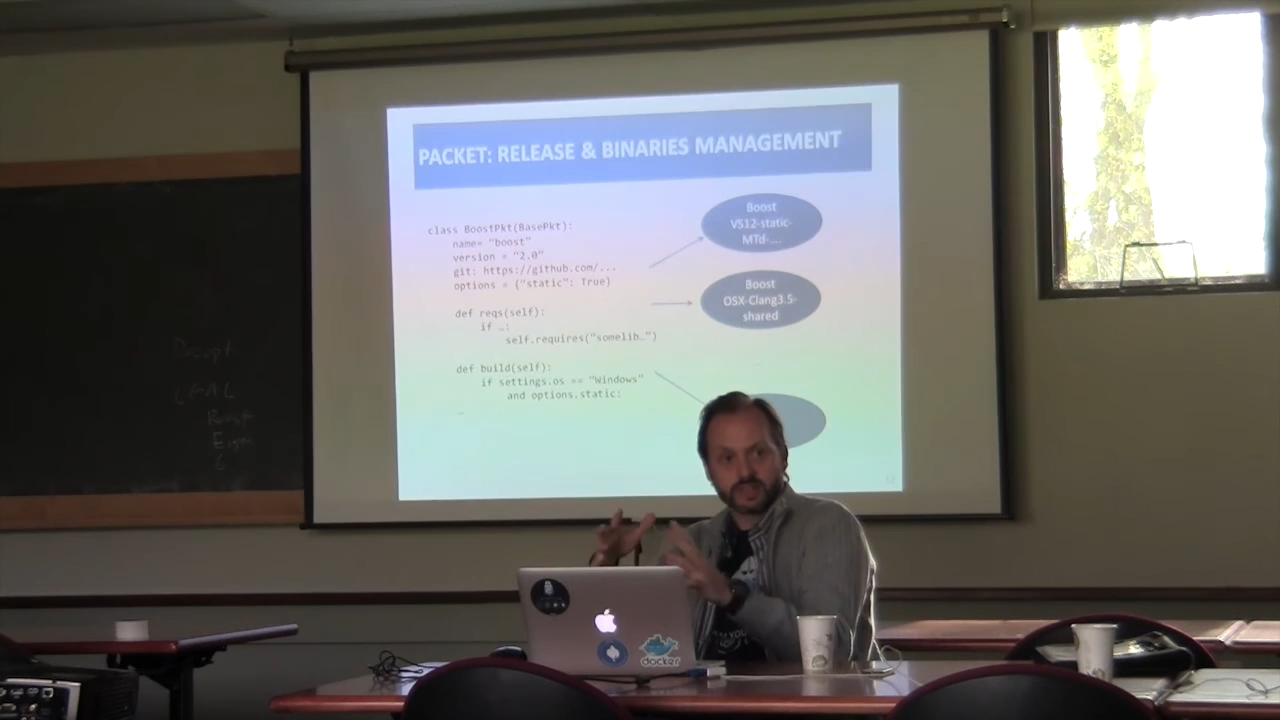 PACKET: RELEASE & BINARIES MANAGEMENT
class BoostPkt(BasePkt):
name= "boost"
version = "2.0"
git: https://github.com/...
options = {"static": True}
def reqs(self):
if …:
self.requires("somelib…")
def build(self):
if settings.os == "Windows"
and options.static:
…
Boost
VS12-static-
MTd-….
Boost
OSX-Clang3.5-
shared
12
docker